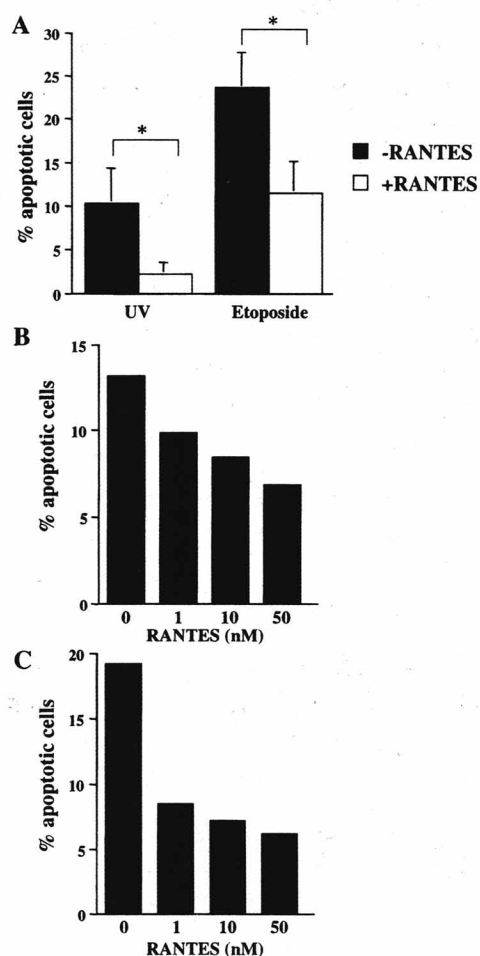 A
30
25
20
15
10
5
0
% apoptotic cells
*
*
-RANTES
+RANTES
UV Etoposide
B
15
10
5
0
% apoptotic cells
0 1 10 50
RANTES (nM)
C
20
15
10
5
0
% apoptotic cells
0 1 10 50
RANTES (nM)